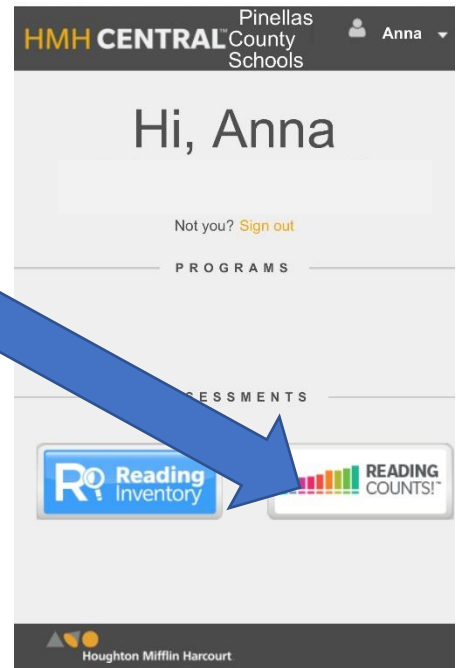 HMH CENTRAL™ Pinellas County Schools Anna
Hi, Anna
Not you? Sign out
PROGRAMS
SESSMENTS
Reading Inventory
READING COUNTS!™
Houghton Mifflin Harcourt